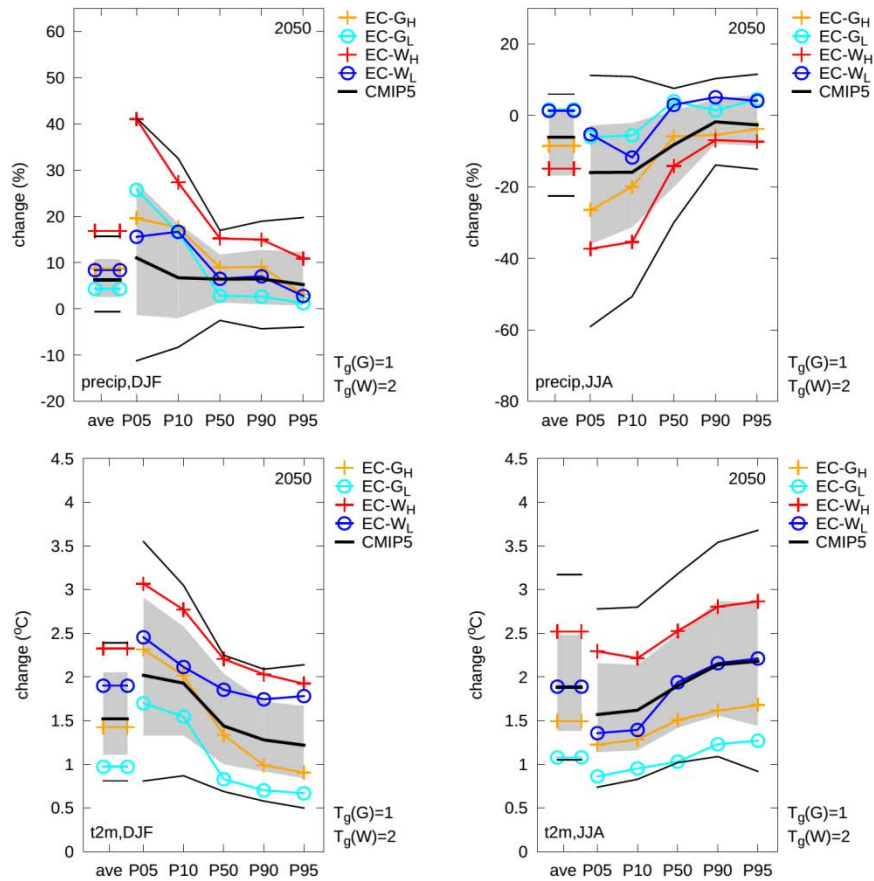 60
50
40
30
20
10
0
-10
-20
change (%)
2050
precip,DJF
ave P05 P10 P50 P90 P95
EC-G_H
EC-G_L
EC-W_H
EC-W_L
CMIP5
T_g(G)=1
T_g(W)=2
30
20
0
-20
-40
-60
-80
change (%)
2050
precip,JJA
ave P05 P10 P50 P90 P95
EC-G_H
EC-G_L
EC-W_H
EC-W_L
CMIP5
T_g(G)=1
T_g(W)=2
4.5
4
3.5
3
2.5
2
1.5
1
0.5
0
change (ºC)
2050
t2m,DJF
ave P05 P10 P50 P90 P95
EC-G_H
EC-G_L
EC-W_H
EC-W_L
CMIP5
T_g(G)=1
T_g(W)=2
4.5
4
3.5
3
2.5
2
1.5
1
0.5
0
change (ºC)
2050
t2m,JJA
ave P05 P10 P50 P90 P95
EC-G_H
EC-G_L
EC-W_H
EC-W_L
CMIP5
T_g(G)=1
T_g(W)=2